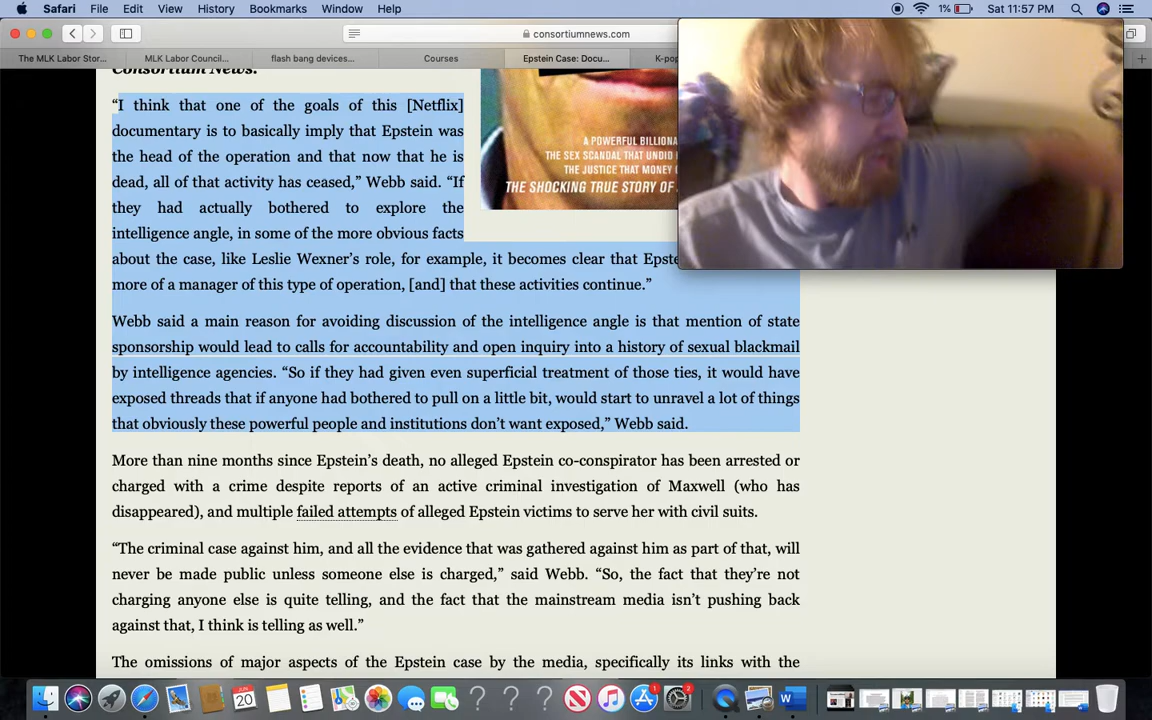 Safari File Edit View History Bookmarks Window Help 1% Sat 11:57 PM
consortiumnews.com
The MLK Labor Stor... MLK Labor Council... flash bang devices... Courses Epstein Case: Docu... K-pop
Consortium News.
“I think that one of the goals of this [Netflix]
documentary is to basically imply that Epstein was
the head of the operation and that now that he is
dead, all of that activity has ceased,” Webb said. “If
they had actually bothered to explore the
intelligence angle, in some of the more obvious facts
about the case, like Leslie Wexner’s role, for example, it becomes clear that Epste
more of a manager of this type of operation, [and] that these activities continue.”
A POWERFUL BILLIONA
THE SEX SCANDAL THAT UNDID
THE JUSTICE THAT MONEY
THE SHOCKING TRUE STORY OF
Webb said a main reason for avoiding discussion of the intelligence angle is that mention of state
sponsorship would lead to calls for accountability and open inquiry into a history of sexual blackmail
by intelligence agencies. “So if they had given even superficial treatment of those ties, it would have
exposed threads that if anyone had bothered to pull on a little bit, would start to unravel a lot of things
that obviously these powerful people and institutions don’t want exposed,” Webb said.
More than nine months since Epstein’s death, no alleged Epstein co-conspirator has been arrested or
charged with a crime despite reports of an active criminal investigation of Maxwell (who has
disappeared), and multiple failed attempts of alleged Epstein victims to serve her with civil suits.
“The criminal case against him, and all the evidence that was gathered against him as part of that, will
never be made public unless someone else is charged,” said Webb. “So, the fact that they’re not
charging anyone else is quite telling, and the fact that the mainstream media isn’t pushing back
against that, I think is telling as well.”
The omissions of major aspects of the Epstein case by the media, specifically its links with the
JUN
20
1
2